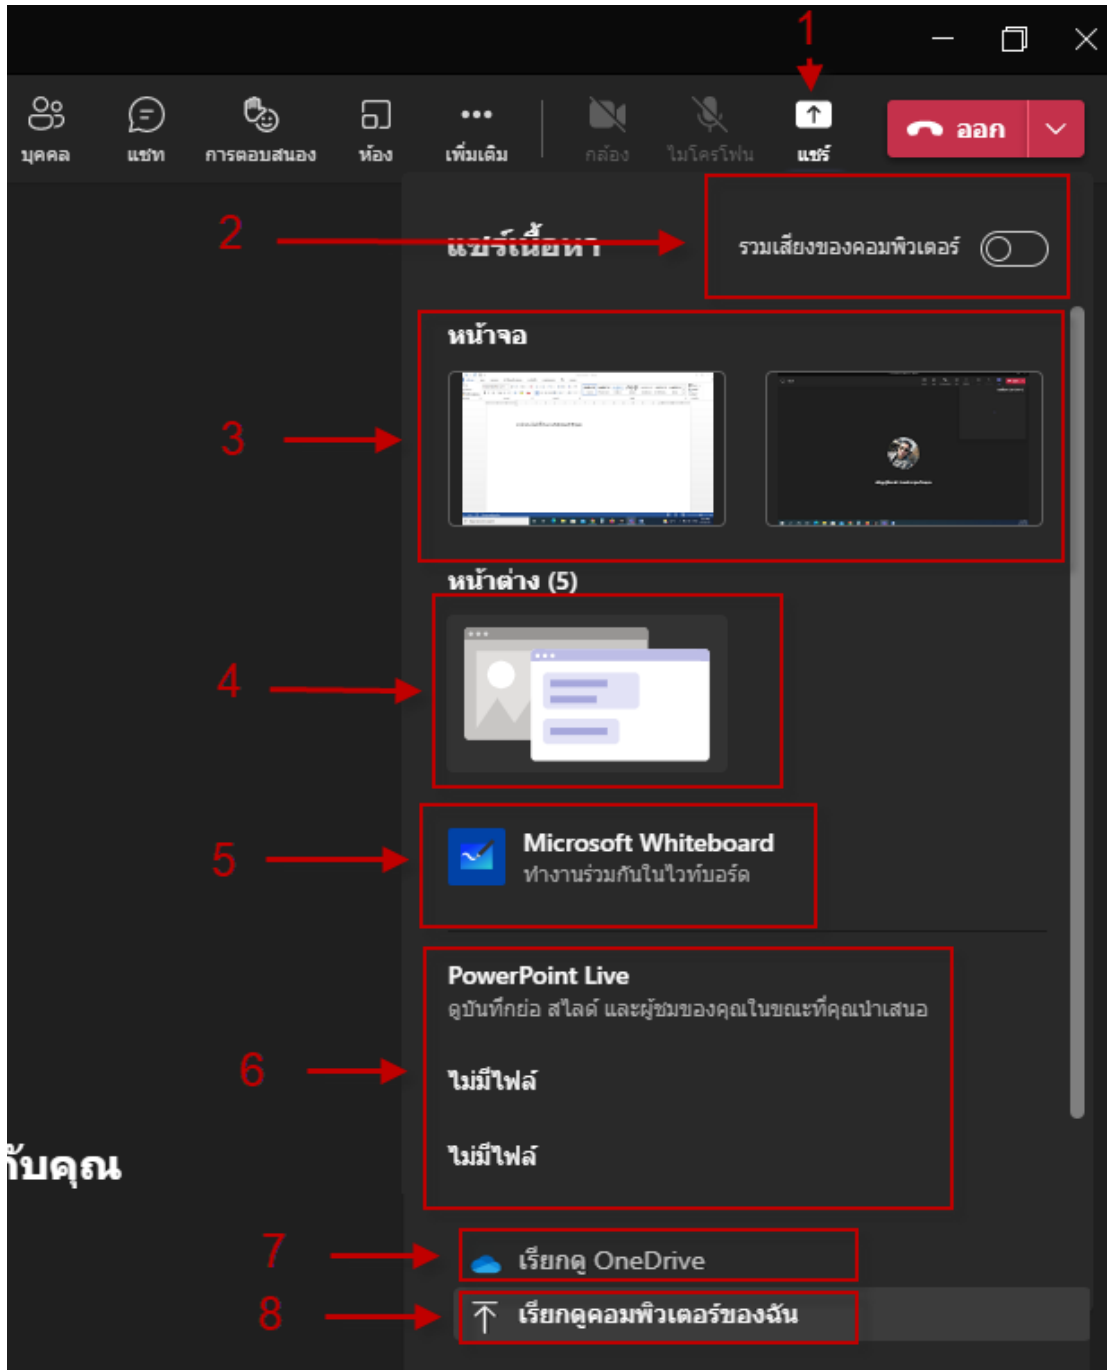 1
บุคคล แชท การตอบสนอง ห้อง เพิ่มเติม กล้อง ไมโครโฟน แชร์ ออก
2
แชร์เนื้อหา รวมเสียงของคอมพิวเตอร์
หน้าจอ
3
หน้าต่าง (5)
4
5
Microsoft Whiteboard
ทำงานร่วมกันในไวท์บอร์ด
PowerPoint Live
ดูบันทึกย่อ สไลด์ และผู้ชมของคุณในขณะที่คุณนำเสนอ
6
ไม่มีไฟล์
ไม่มีไฟล์
กับคุณ
7 เรียกดู OneDrive
8 เรียกดูคอมพิวเตอร์ของฉัน